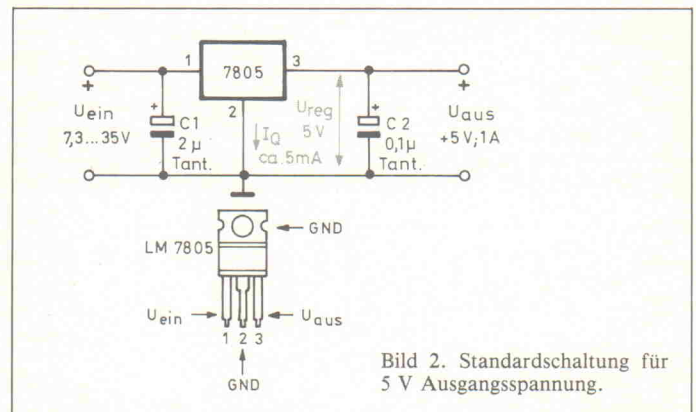 1
7805
3
+
+
+
2
+
Uein
7,3...35V
C1
2 µ
Tant.
IQ
ca.5mA
Ureg
5V
C2
0,1µ
Tant.
Uaus
+5V;1A
GND
LM 7805
Uein
Uaus
1 2 3
GND
Bild 2. Standardschaltung für
5 V Ausgangsspannung.